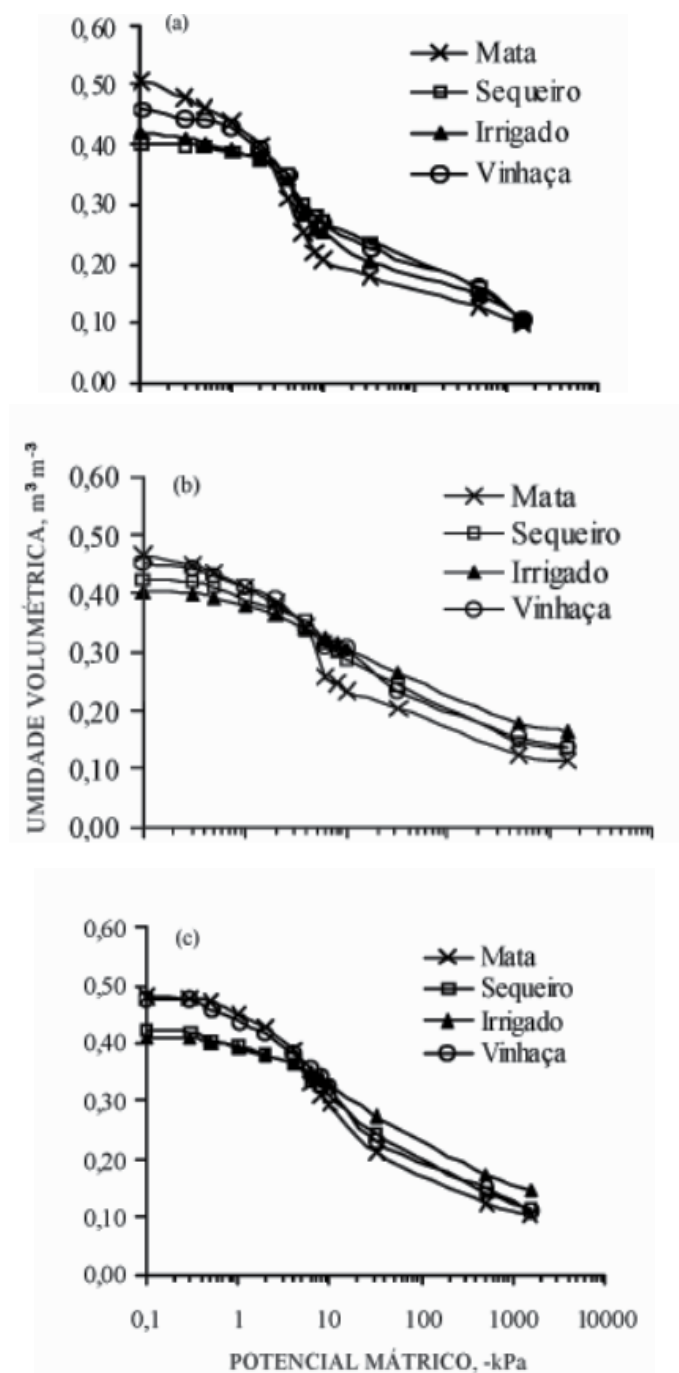 (a)
0,60
0,50
0,40
0,30
0,20
0,10
0.00
Mata
Sequeiro
Irrigado
Vinhaça
UMIDADE VOLUMÉTRICA, m³ m⁻³
(b)
0,60
0,50
0,40
0,30
0,20
0,10
0,00
Mata
Sequeiro
Irrigado
Vinhaça
(c)
0,60
0,50
0,40
0,30
0,20
0,10
0,00
Mata
Sequeiro
Irrigado
Vinhaça
0,1 1 10 100 1000 10000
POTENCIAL MÁTRICO, -kPa